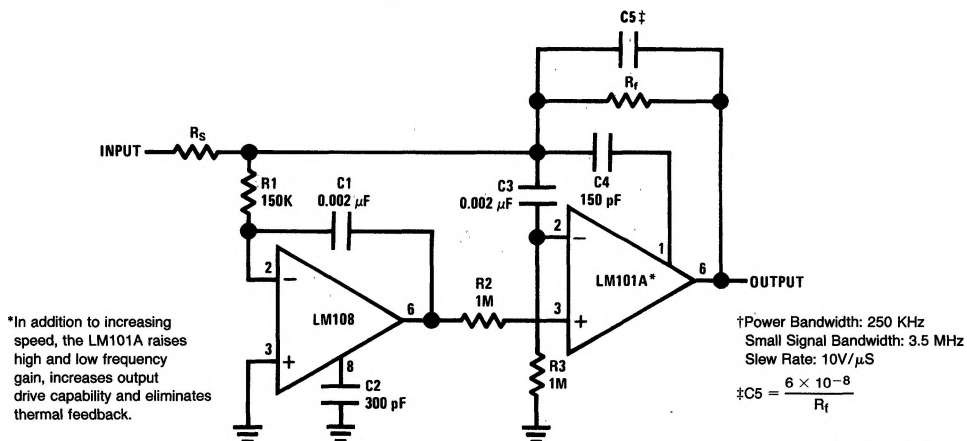 C5‡
Rf
RS
INPUT
R1
150K
C1
0.002 μF
C3
0.002 μF
C4
150 pF
2
2
1
LM101A*
6
OUTPUT
LM108
6
R2
1M
3
3
8
C2
300 pF
R3
1M
*In addition to increasing
speed, the LM101A raises
high and low frequency
gain, increases output
drive capability and eliminates
thermal feedback.
†Power Bandwidth: 250 KHz
Small Signal Bandwidth: 3.5 MHz
Slew Rate: 10V/μS
‡C5 = 6 × 10−8
Rf